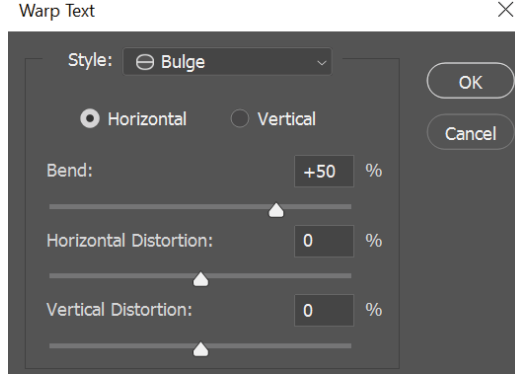 Warp Text
Style: Bulge
OK
Horizontal Vertical
Cancel
Bend: +50 %
Horizontal Distortion: 0 %
Vertical Distortion: 0 %